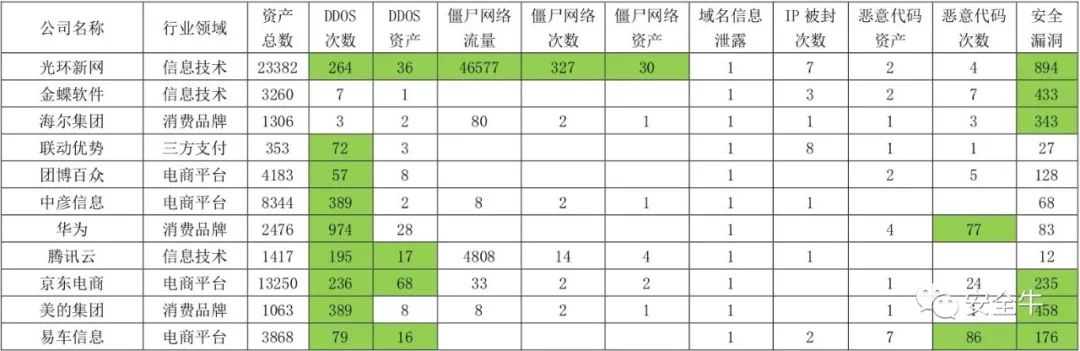 公司名称 行业领域 资产总数 DDOS次数 DDOS资产 僵尸网络流量 僵尸网络次数 僵尸网络资产 域名信息泄露 IP 被封次数 恶意代码资产 恶意代码次数 安全漏洞
光环新网 信息技术 23382 264 36 46577 327 30 1 7 2 4 894
金蝶软件 信息技术 3260 7 1 1 3 2 7 433
海尔集团 消费品牌 1306 3 2 80 2 1 1 1 1 3 343
联动优势 三方支付 353 72 3 1 8 1 1 27
团博百众 电商平台 4183 57 8 1 2 5 128
中彦信息 电商平台 8344 389 2 8 2 1 1 1 68
华为 消费品牌 2476 974 28 1 4 77 83
腾讯云 信息技术 1417 195 17 4808 14 4 1 1 12
京东电商 电商平台 13250 236 68 33 2 2 1 1 24 235
美的集团 消费品牌 1063 389 8 8 2 1 1 1 458
易车信息 电商平台 3868 79 16 1 2 7 86 176
安全牛